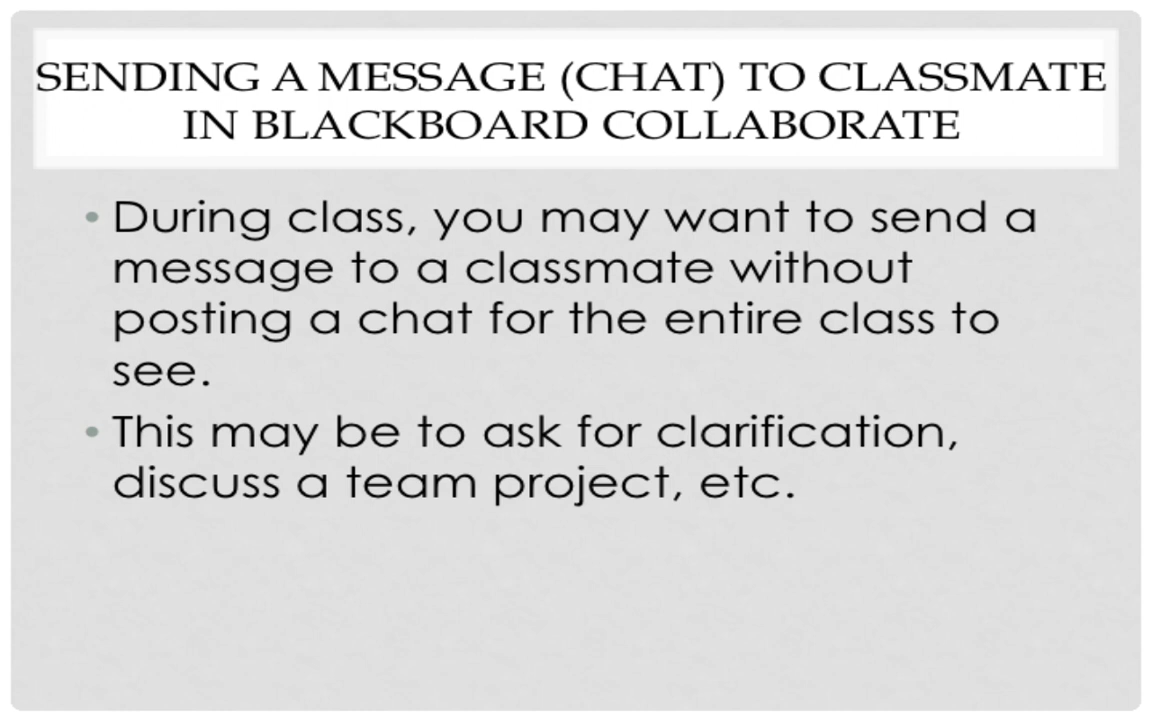 SENDING A MESSAGE (CHAT) TO CLASSMATE
IN BLACKBOARD COLLABORATE
• During class, you may want to send a
message to a classmate without
posting a chat for the entire class to
see.
• This may be to ask for clarification,
discuss a team project, etc.